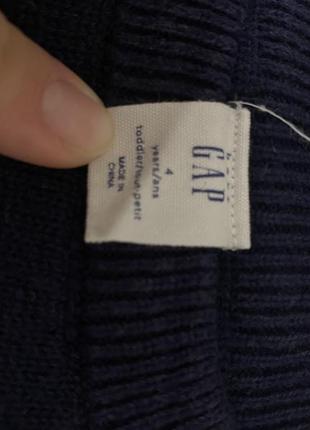 GAP
4
years/ans
toddler/tout-petit
MADE IN
CHINA